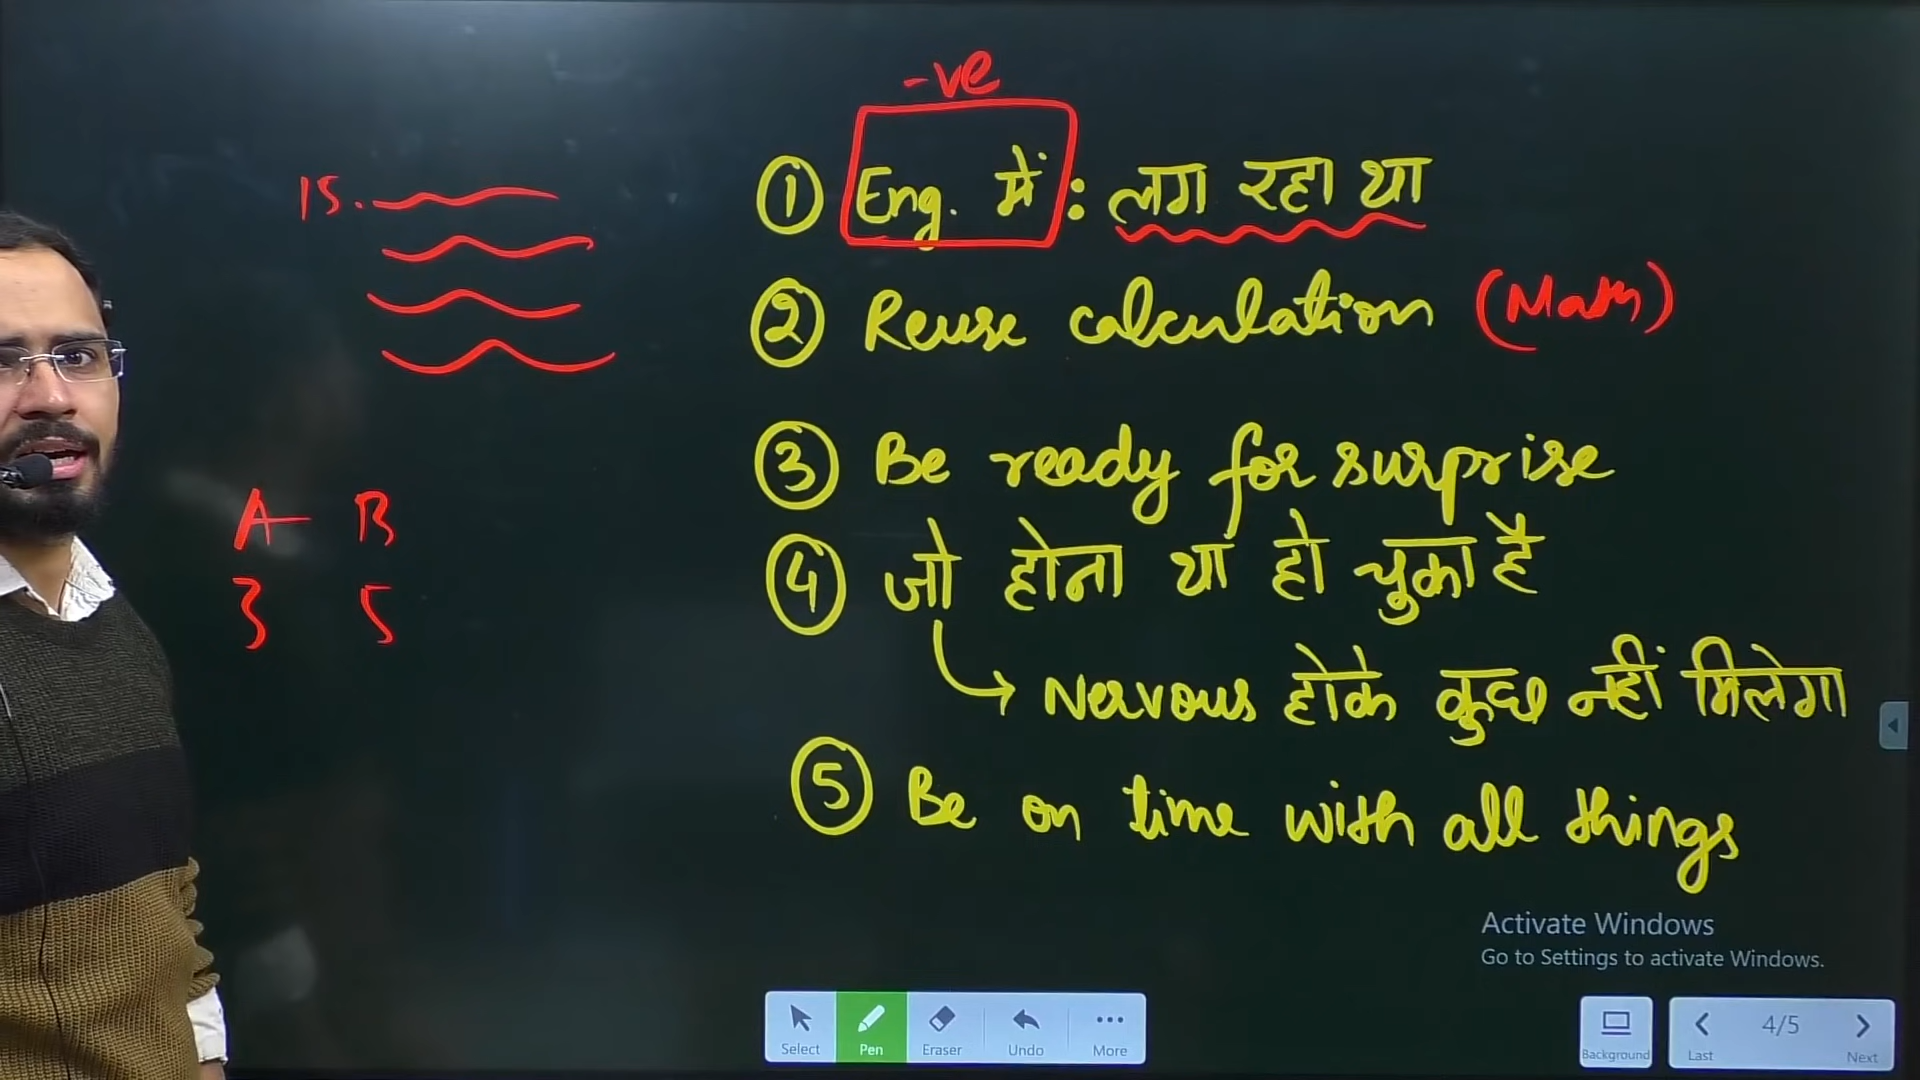 -ve
① Eng. में : लग रहा था
② Reuse calculation (Math)
③ Be ready for surprise
④ जो होना था हो चुका है
→ Nervous होके कुछ नहीं मिलेगा
⑤ Be on time with all things
15.
A B
3 5
Activate Windows
Go to Settings to activate Windows.
Select Pen Eraser Undo More
Background
4/5
Last Next